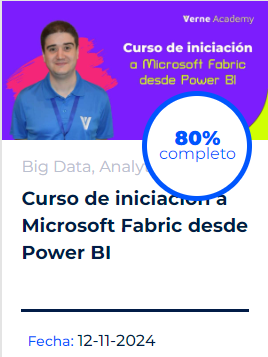 Verne Academy
Curso de iniciación
a Microsoft Fabric
desde Power BI
V
80%
completo
Big Data, Analy
Curso de iniciación a
Microsoft Fabric desde
Power BI
Fecha: 12-11-2024